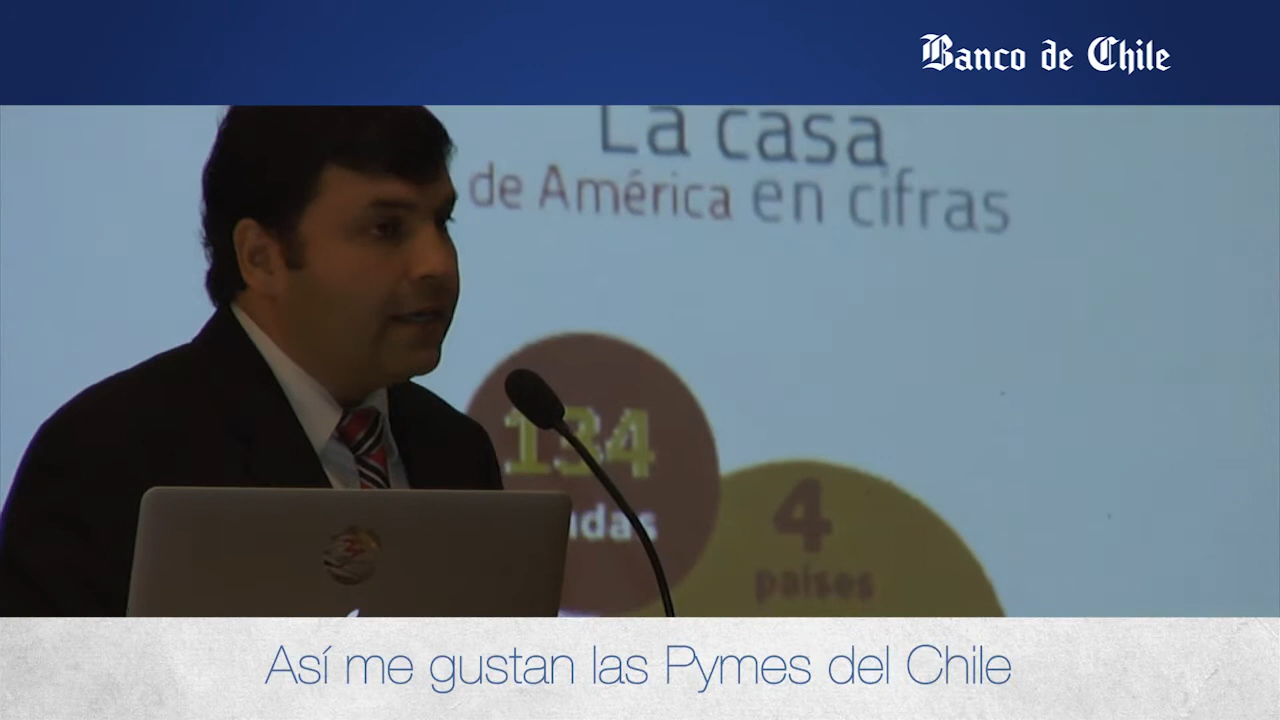 Banco de Chile
La casa
de América en cifras
134
4
países
Así me gustan las Pymes del Chile